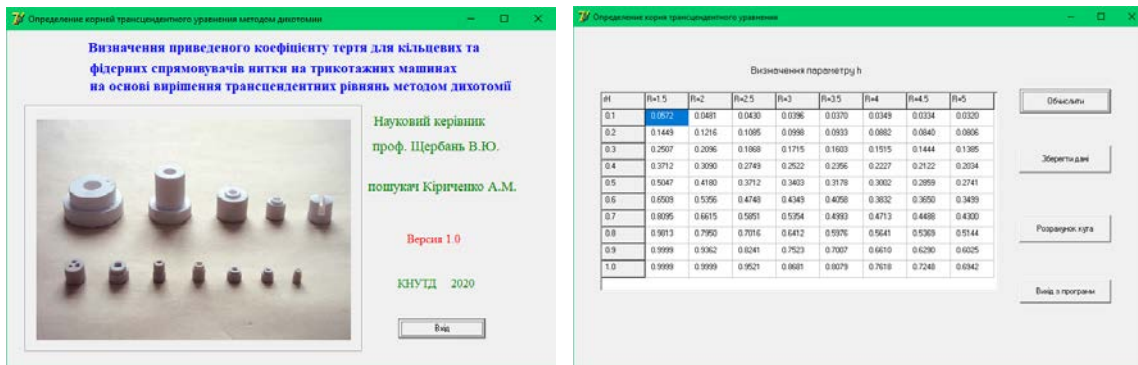 Определение корней трансцендентного уравнения методом дихотомии
Визначення приведеного коефіцієнту тертя для кільцевих та
фідерних спрямовувачів нитки на трикотажних машинах
на основі вирішення трансцендентних рівнянь методом дихотомії
Науковий керівник
проф. Щербань В.Ю.
пошукач Кіриченко А.М.
Версия 1.0
КНУТД 2020
Вхід
Определение корня трансцендентного уравнения
Визначення параметру h
r\H R=1.5 R=2 R=2.5 R=3 R=3.5 R=4 R=4.5 R=5
0.1 0.0572 0.0481 0.0430 0.0396 0.0370 0.0349 0.0334 0.0320
0.2 0.1449 0.1216 0.1085 0.0998 0.0933 0.0882 0.0840 0.0806
0.3 0.2507 0.2096 0.1868 0.1715 0.1603 0.1515 0.1444 0.1385
0.4 0.3712 0.3090 0.2749 0.2522 0.2356 0.2227 0.2122 0.2034
0.5 0.5047 0.4180 0.3712 0.3403 0.3178 0.3002 0.2859 0.2741
0.6 0.6509 0.5356 0.4748 0.4349 0.4058 0.3832 0.3650 0.3499
0.7 0.8095 0.6615 0.5851 0.5354 0.4993 0.4713 0.4488 0.4300
0.8 0.9813 0.7950 0.7016 0.6412 0.5976 0.5641 0.5369 0.5144
0.9 0.9999 0.9362 0.8241 0.7523 0.7007 0.6610 0.6290 0.6025
1.0 0.9999 0.9999 0.9521 0.8681 0.8079 0.7618 0.7248 0.6942
Обчислити
Зберегти дані
Розрахунок кута
Вихід з програми